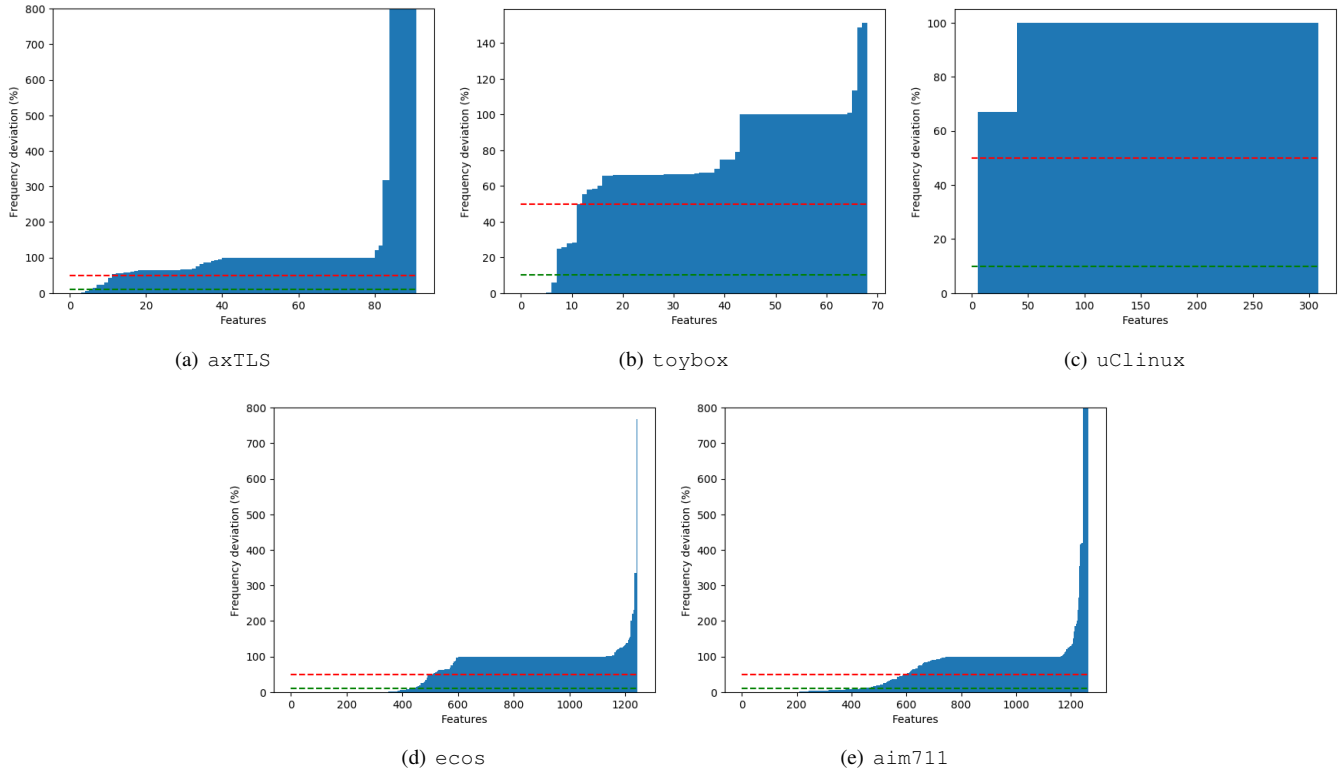 800
700
600
500
400
300
200
100
0
Frequency deviation (%)
0 20 40 60 80
Features
(a) axTLS
140
120
100
80
60
40
20
0
Frequency deviation (%)
0 10 20 30 40 50 60 70
Features
(b) toybox
100
80
60
40
20
0
Frequency deviation (%)
0 50 100 150 200 250 300
Features
(c) uClinux
800
700
600
500
400
300
200
100
0
Frequency deviation (%)
0 200 400 600 800 1000 1200
Features
(d) ecos
800
700
600
500
400
300
200
100
0
Frequency deviation (%)
0 200 400 600 800 1000 1200
Features
(e) aim711